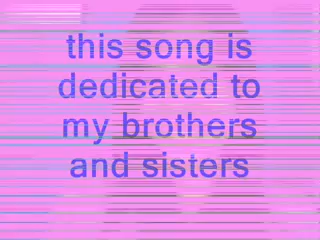 this song is
dedicated to
my brothers
and sisters